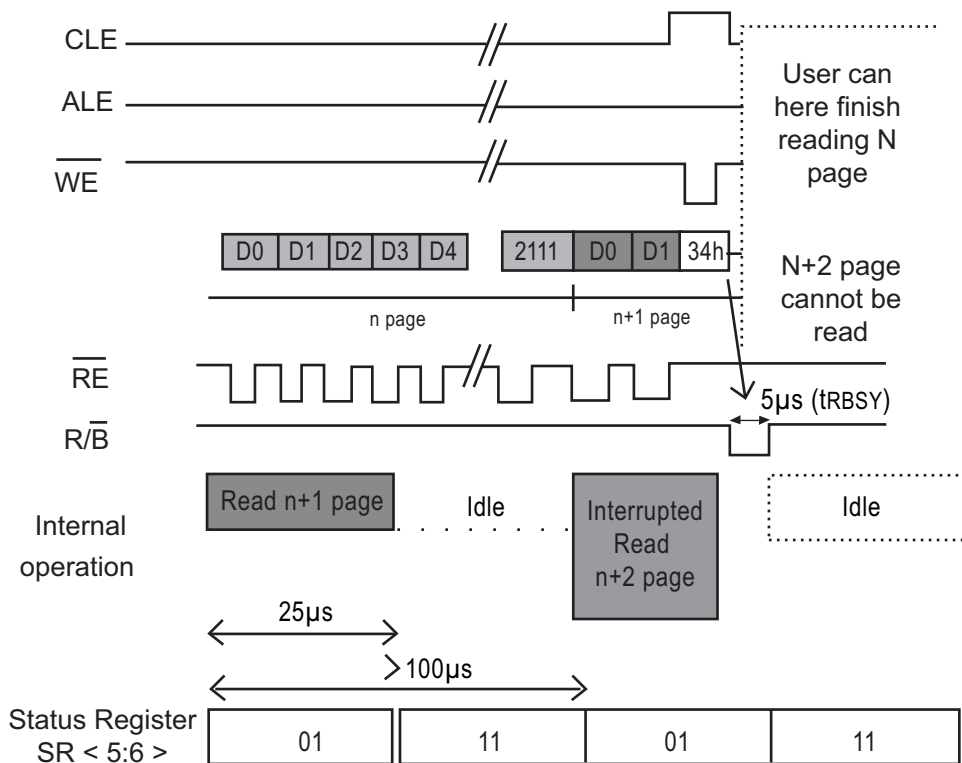 CLE
ALE
WE
User can
here finish
reading N
page
N+2 page
cannot be
read
D0 D1 D2 D3 D4 2111 D0 D1 34h
n page n+1 page
RE
5µs (tRBSY)
R/B
Internal
operation
Read n+1 page
Idle
Interrupted
Read
n+2 page
Idle
25µs
100µs
Status Register
SR < 5:6 >
01 11 01 11